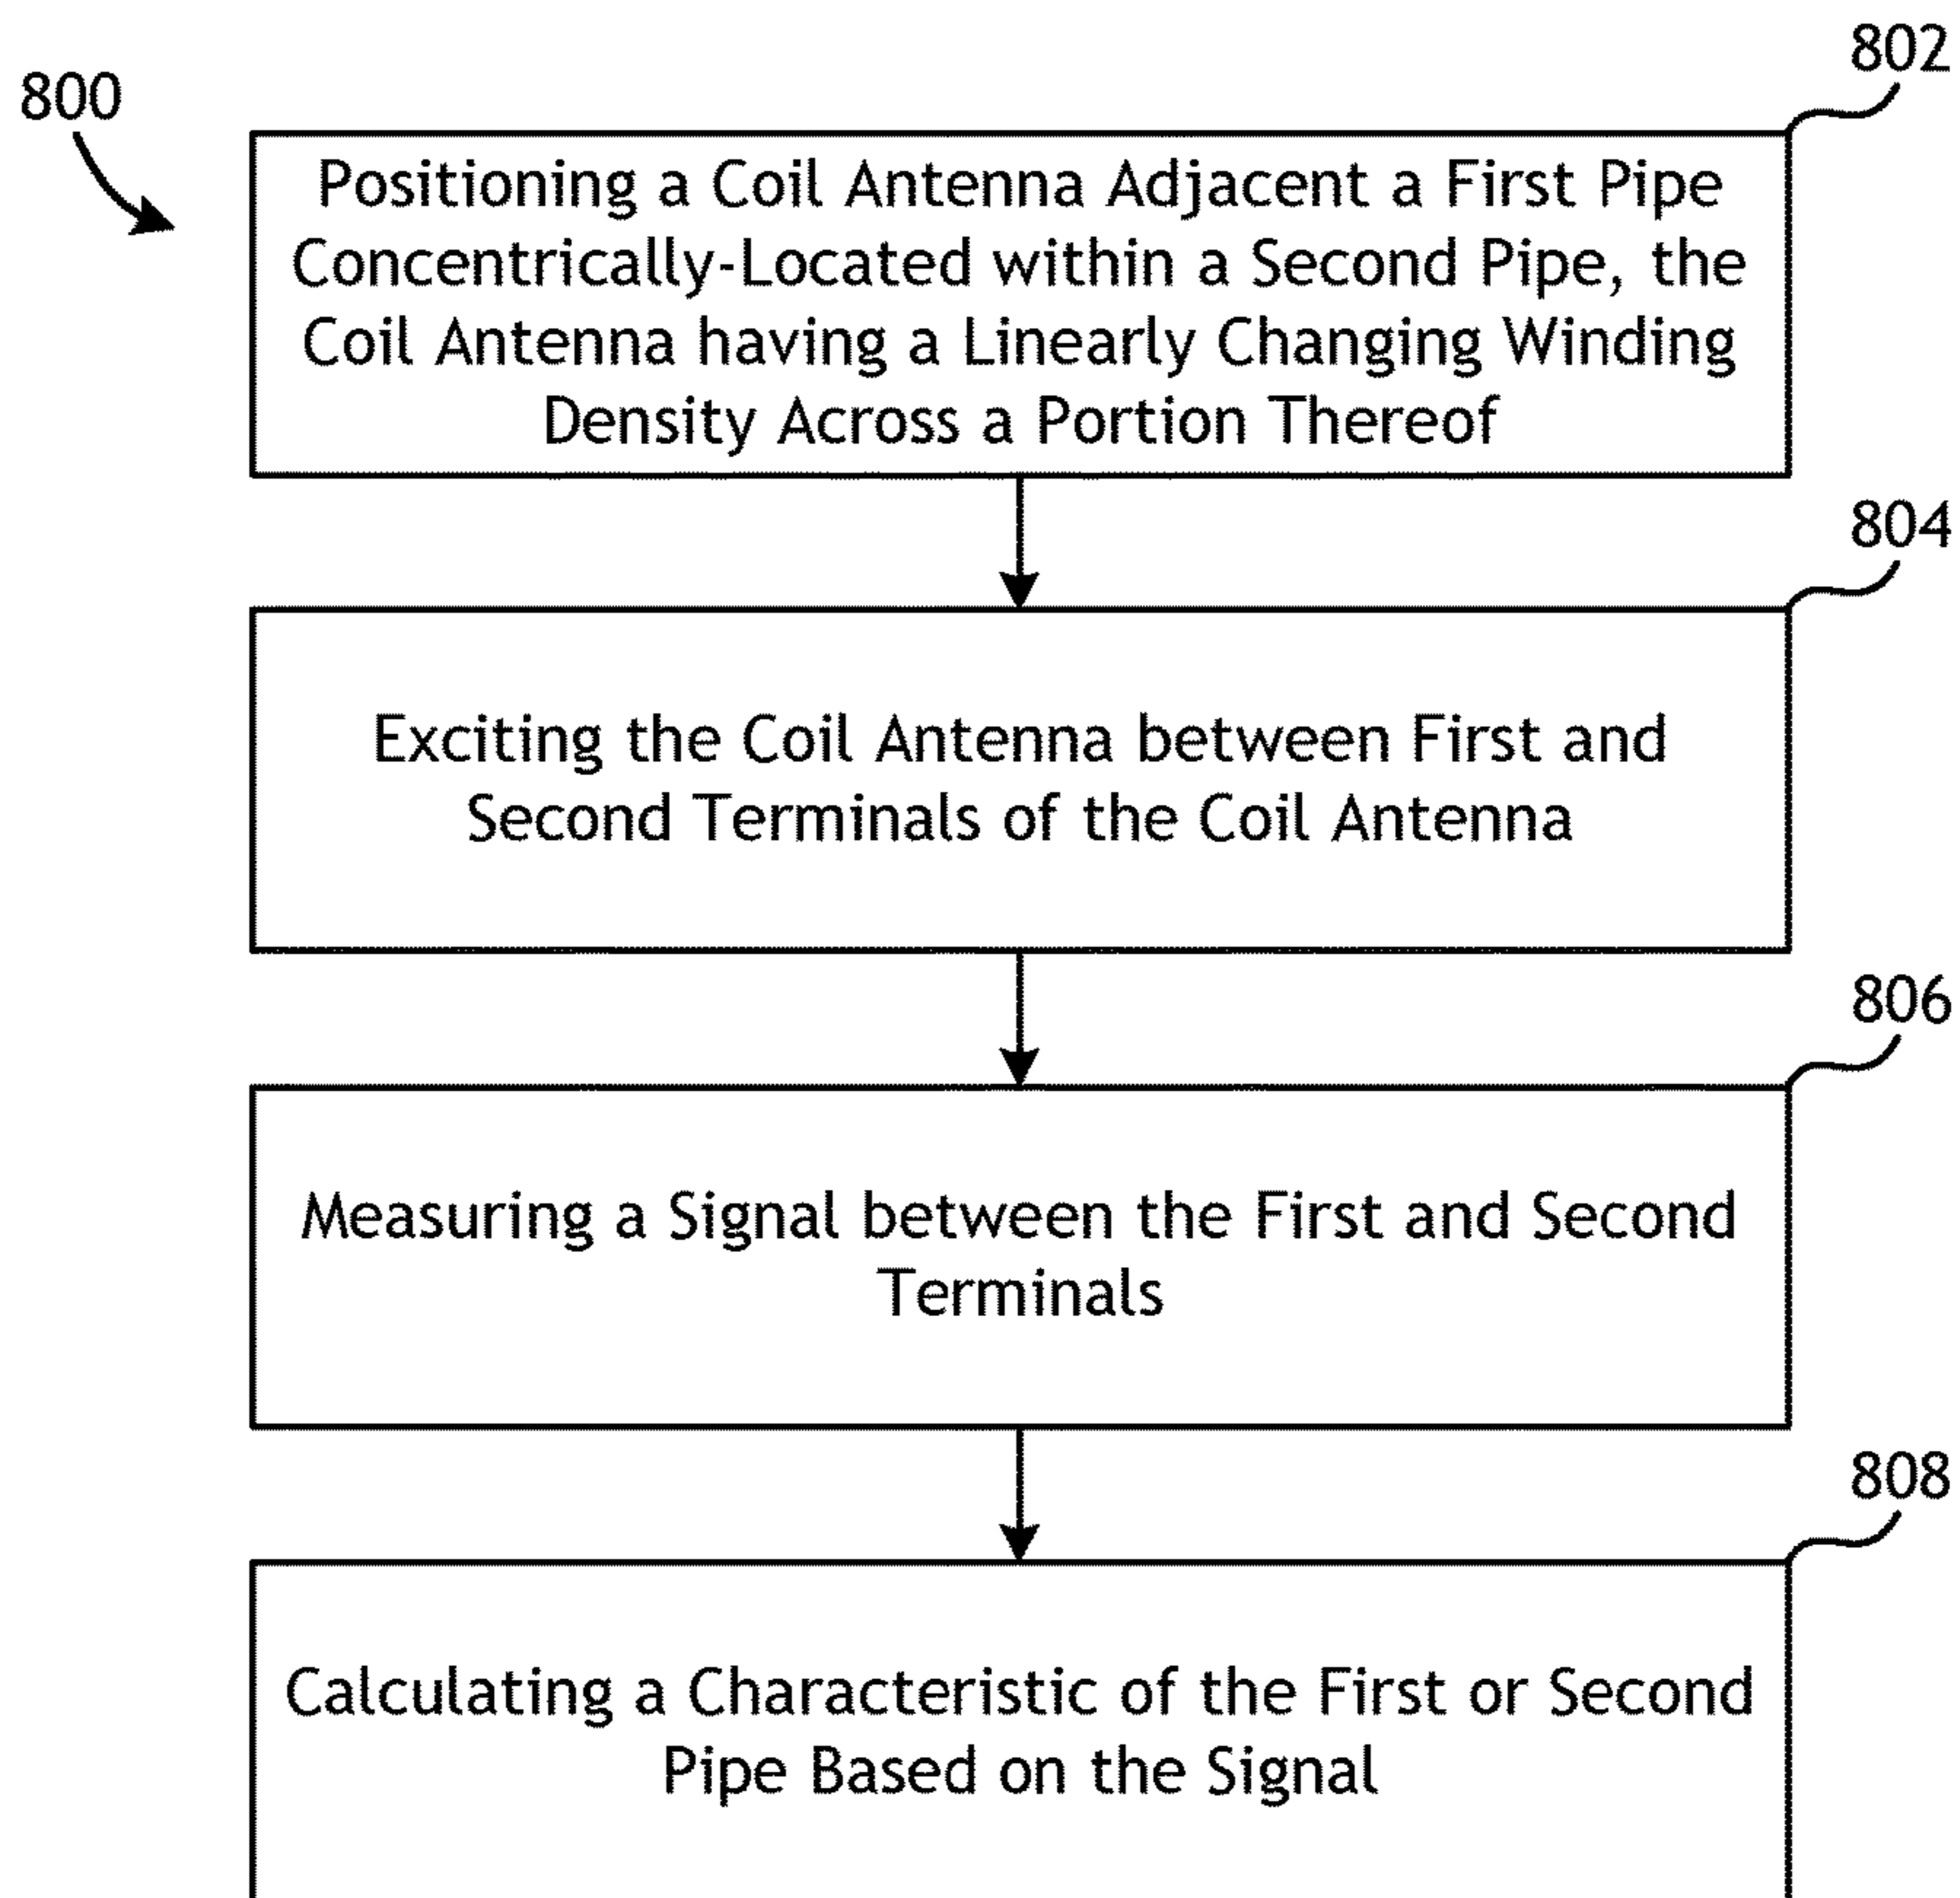 800
802
Positioning a Coil Antenna Adjacent a First Pipe
Concentrically-Located within a Second Pipe, the
Coil Antenna having a Linearly Changing Winding
Density Across a Portion Thereof
804
Exciting the Coil Antenna between First and
Second Terminals of the Coil Antenna
806
Measuring a Signal between the First and Second
Terminals
808
Calculating a Characteristic of the First or Second
Pipe Based on the Signal